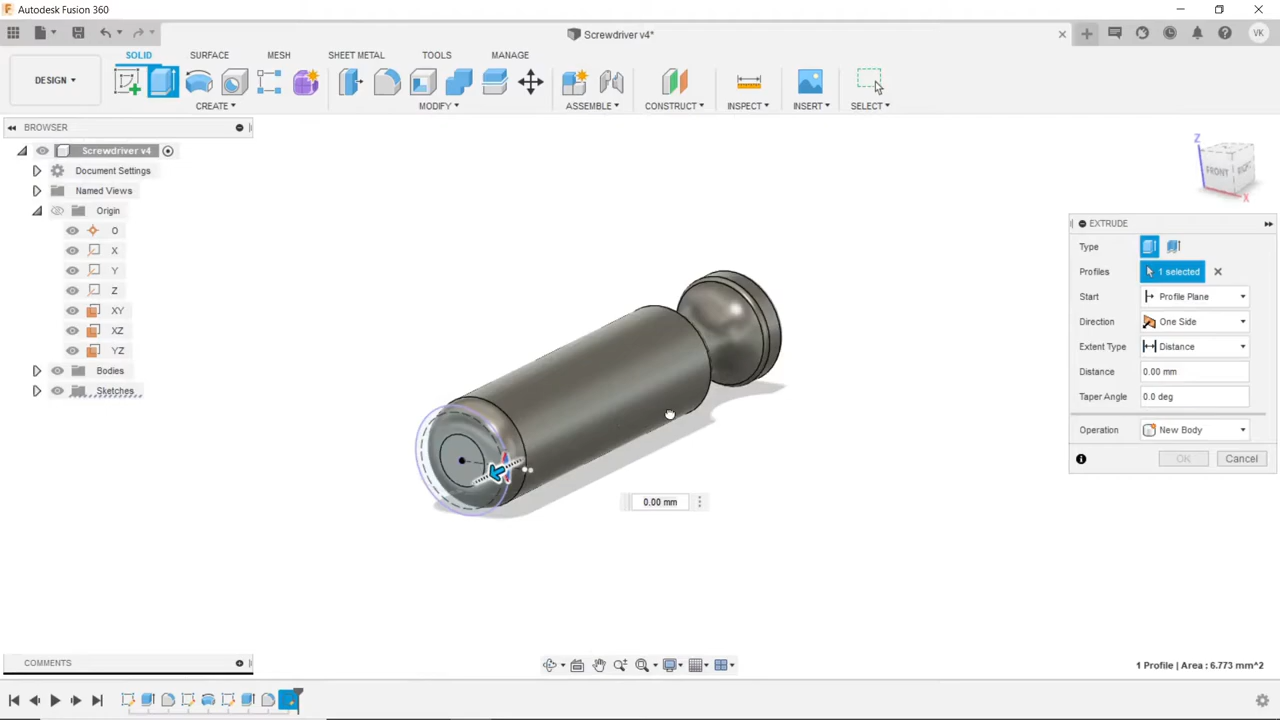 Autodesk Fusion 360
Screwdriver v4*
VK
DESIGN
SOLID SURFACE MESH SHEET METAL TOOLS MANAGE
CREATE MODIFY ASSEMBLE CONSTRUCT INSPECT INSERT SELECT
BROWSER
Screwdriver v4
Document Settings
Named Views
Origin
O
X
Y
Z
XY
XZ
YZ
Bodies
Sketches
Z
FRONT RIGHT
X
EXTRUDE
Type
Profiles 1 selected
Start Profile Plane
Direction One Side
Extent Type Distance
Distance 0.00 mm
Taper Angle 0.0 deg
Operation New Body
OK Cancel
0.00 mm
COMMENTS
1 Profile | Area : 6.773 mm^2